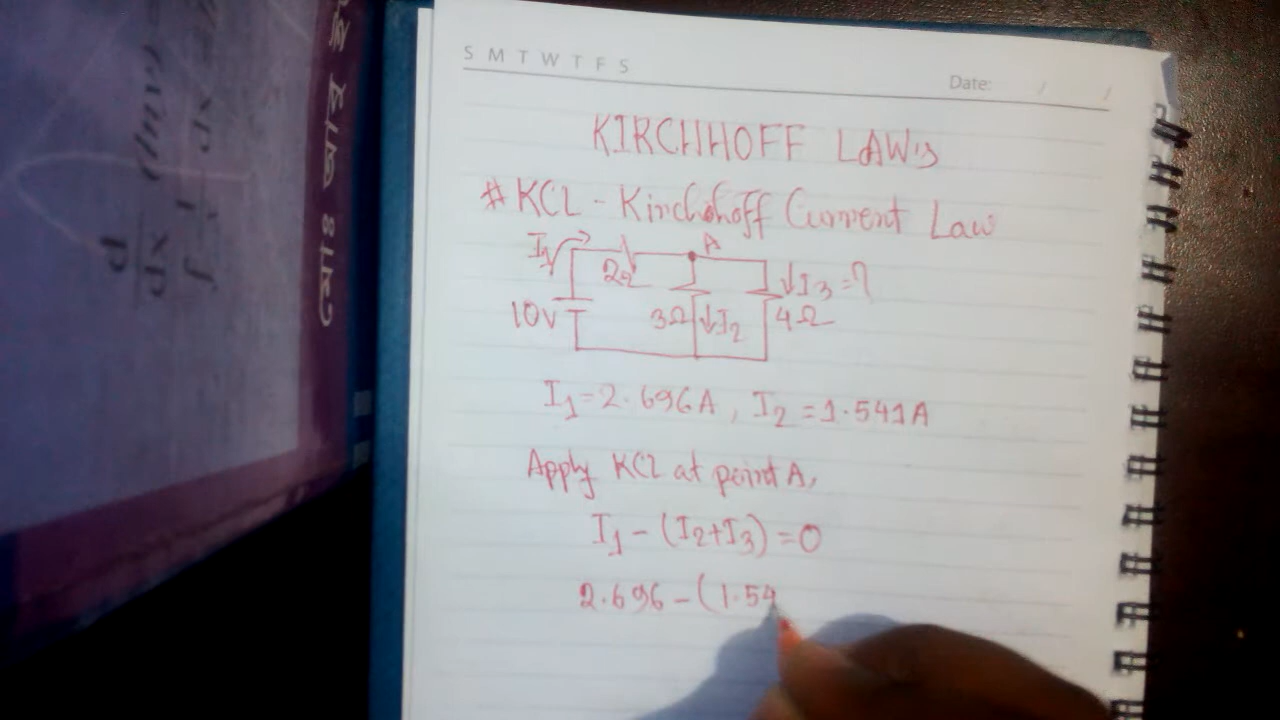 S M T W T F S
Date: / /
KIRCHHOFF LAW's
# KCL - Kirchohoff Current Law
I1 2Ω A I3 = ?
10V 3Ω I2 4Ω
I1 = 2.696A, I2 = 1.541A
Apply KCL at point A,
I1 - (I2+I3) = 0
2.696 - (1.54